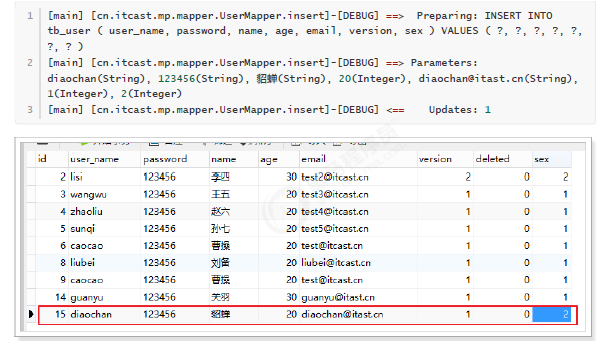 1 [main] [cn.itcast.mp.mapper.UserMapper.insert]-[DEBUG] ==>  Preparing: INSERT INTO
tb_user ( user_name, password, name, age, email, version, sex ) VALUES ( ?, ?, ?, ?, ?,
?, ? )
2 [main] [cn.itcast.mp.mapper.UserMapper.insert]-[DEBUG] ==> Parameters:
diaochan(String), 123456(String), 貂蝉(String), 20(Integer), diaochan@itast.cn(String),
1(Integer), 2(Integer)
3 [main] [cn.itcast.mp.mapper.UserMapper.insert]-[DEBUG] <==    Updates: 1
id user_name password name age email version deleted sex
2 lisi 123456 李四 30 test2@itcast.cn 2 0 2
3 wangwu 123456 王五 20 test3@itcast.cn 1 0 1
4 zhaoliu 123456 赵六 20 test4@itcast.cn 1 0 1
5 sunqi 123456 孙七 20 test5@itcast.cn 1 0 1
6 caocao 123456 曹操 20 test@itcast.cn 1 0 1
8 liubei 123456 刘备 20 liubei@itcast.cn 1 0 1
9 caocao 123456 曹操 20 test@itcast.cn 1 0 1
14 guanyu 123456 关羽 30 guanyu@itast.cn 1 0 1
15 diaochan 123456 貂蝉 20 diaochan@itast.cn 1 0 2